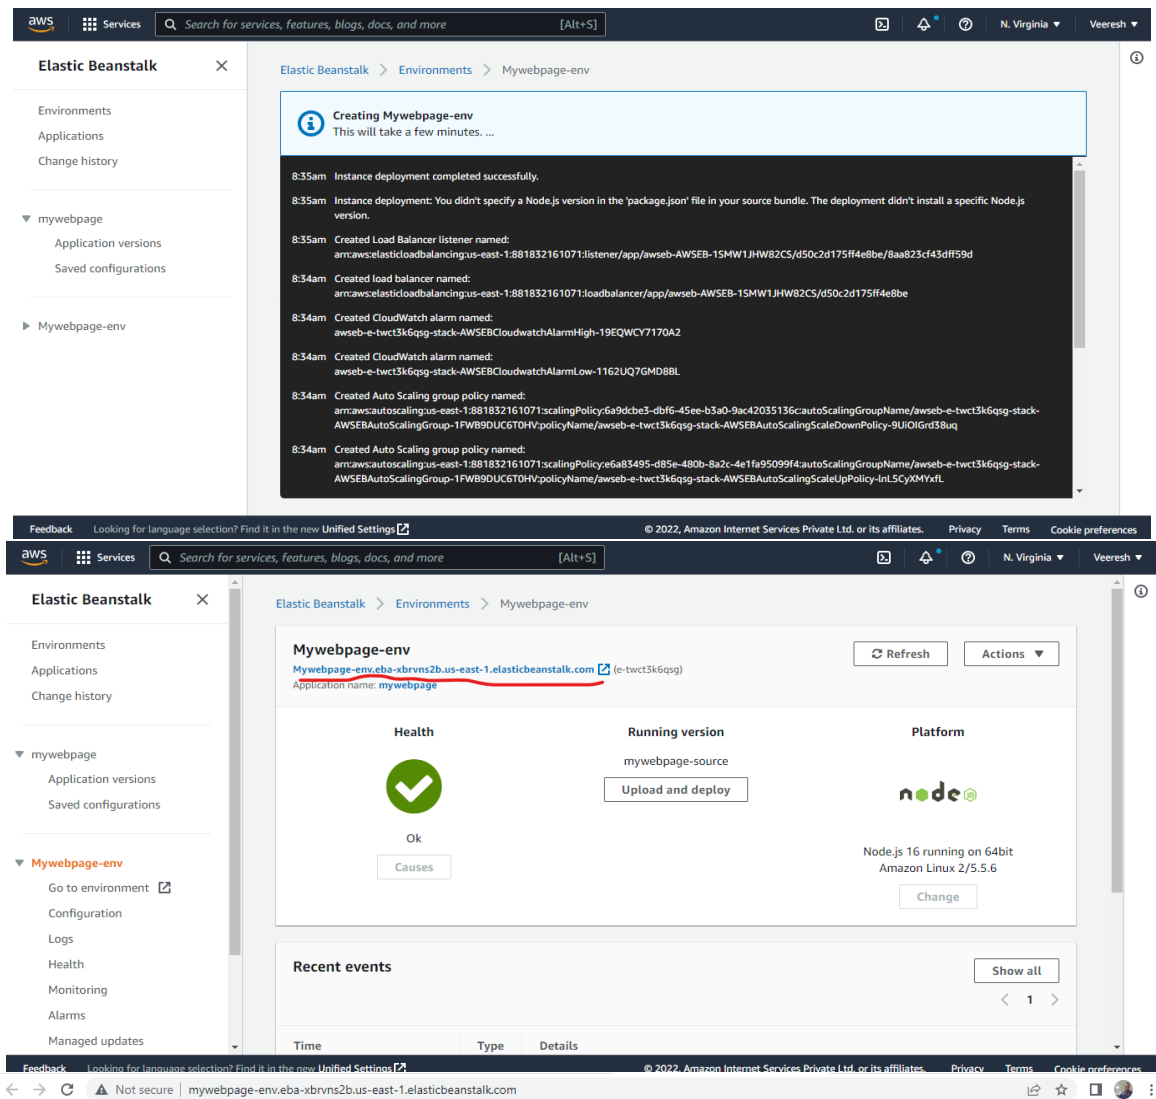 aws Services Search for services, features, blogs, docs, and more [Alt+S] N. Virginia ▼ Veeresh ▼
Elastic Beanstalk
Environments
Applications
Change history
mywebpage
Application versions
Saved configurations
Mywebpage-env
Elastic Beanstalk > Environments > Mywebpage-env
Creating Mywebpage-env
This will take a few minutes. ...
8:35am Instance deployment completed successfully.
8:35am Instance deployment: You didn't specify a Node.js version in the 'package.json' file in your source bundle. The deployment didn't install a specific Node.js
version.
8:35am Created Load Balancer listener named:
arn:aws:elasticloadbalancing:us-east-1:881832161071:listener/app/awseb-AWSEB-1SMW1JHW82CS/d50c2d175ff4e8be/8aa823cf43dff59d
8:34am Created load balancer named:
arn:aws:elasticloadbalancing:us-east-1:881832161071:loadbalancer/app/awseb-AWSEB-1SMW1JHW82CS/d50c2d175ff4e8be
8:34am Created CloudWatch alarm named:
awseb-e-twct3k6qsg-stack-AWSEBCloudwatchAlarmHigh-19EQWCY7170A2
8:34am Created CloudWatch alarm named:
awseb-e-twct3k6qsg-stack-AWSEBCloudwatchAlarmLow-1162UQ7GMD8BL
8:34am Created Auto Scaling group policy named:
arn:aws:autoscaling:us-east-1:881832161071:scalingPolicy:6a9dcbe3-dbf6-45ee-b3a0-9ac42035136c:autoScalingGroupName/awseb-e-twct3k6qsg-stack-
AWSEBAutoScalingGroup-1FWB9DUC6T0HV:policyName/awseb-e-twct3k6qsg-stack-AWSEBAutoScalingScaleDownPolicy-9UiOIGrd38uq
8:34am Created Auto Scaling group policy named:
arn:aws:autoscaling:us-east-1:881832161071:scalingPolicy:e6a83495-d85e-480b-8a2c-4e1fa95099f4:autoScalingGroupName/awseb-e-twct3k6qsg-stack-
AWSEBAutoScalingGroup-1FWB9DUC6T0HV:policyName/awseb-e-twct3k6qsg-stack-AWSEBAutoScalingScaleUpPolicy-lnL5CyXMYxfL
Feedback Looking for language selection? Find it in the new Unified Settings © 2022, Amazon Internet Services Private Ltd. or its affiliates. Privacy Terms Cookie preferences
aws Services Search for services, features, blogs, docs, and more [Alt+S] N. Virginia ▼ Veeresh ▼
Elastic Beanstalk
Environments
Applications
Change history
mywebpage
Application versions
Saved configurations
Mywebpage-env
Go to environment
Configuration
Logs
Health
Monitoring
Alarms
Managed updates
Elastic Beanstalk > Environments > Mywebpage-env
Mywebpage-env
Mywebpage-env.eba-xbrvns2b.us-east-1.elasticbeanstalk.com (e-twct3k6qsg)
Application name: mywebpage
Refresh Actions ▼
Health
Ok
Causes
Running version
mywebpage-source
Upload and deploy
Platform
node JS
Node.js 16 running on 64bit
Amazon Linux 2/5.5.6
Change
Recent events
Show all
< 1 >
Time Type Details
Feedback Looking for language selection? Find it in the new Unified Settings © 2022, Amazon Internet Services Private Ltd. or its affiliates. Privacy Terms Cookie preferences
Not secure | mywebpage-env.eba-xbrvns2b.us-east-1.elasticbeanstalk.com